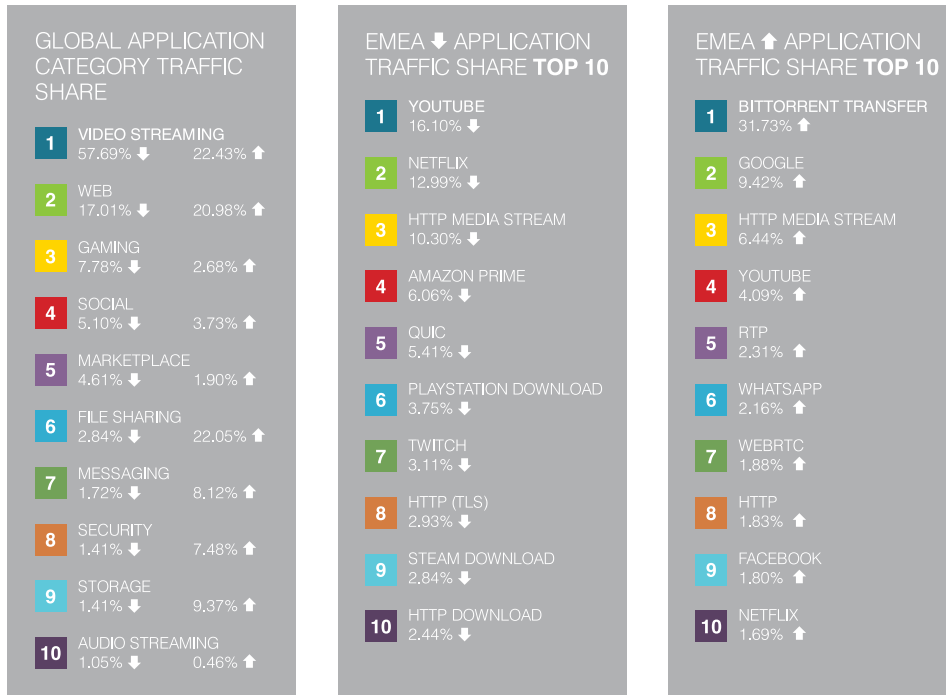 GLOBAL APPLICATION
CATEGORY TRAFFIC
SHARE
1 VIDEO STREAMING
57.69% ⬇ 22.43% ⬆
2 WEB
17.01% ⬇ 20.98% ⬆
3 GAMING
7.78% ⬇ 2.68% ⬆
4 SOCIAL
5.10% ⬇ 3.73% ⬆
5 MARKETPLACE
4.61% ⬇ 1.90% ⬆
6 FILE SHARING
2.84% ⬇ 22.05% ⬆
7 MESSAGING
1.72% ⬇ 8.12% ⬆
8 SECURITY
1.41% ⬇ 7.48% ⬆
9 STORAGE
1.41% ⬇ 9.37% ⬆
10 AUDIO STREAMING
1.05% ⬇ 0.46% ⬆
EMEA ⬇ APPLICATION
TRAFFIC SHARE TOP 10
1 YOUTUBE
16.10% ⬇
2 NETFLIX
12.99% ⬇
3 HTTP MEDIA STREAM
10.30% ⬇
4 AMAZON PRIME
6.06% ⬇
5 QUIC
5.41% ⬇
6 PLAYSTATION DOWNLOAD
3.75% ⬇
7 TWITCH
3.11% ⬇
8 HTTP (TLS)
2.93% ⬇
9 STEAM DOWNLOAD
2.84% ⬇
10 HTTP DOWNLOAD
2.44% ⬇
EMEA ⬆ APPLICATION
TRAFFIC SHARE TOP 10
1 BITTORRENT TRANSFER
31.73% ⬆
2 GOOGLE
9.42% ⬆
3 HTTP MEDIA STREAM
6.44% ⬆
4 YOUTUBE
4.09% ⬆
5 RTP
2.31% ⬆
6 WHATSAPP
2.16% ⬆
7 WEBRTC
1.88% ⬆
8 HTTP
1.83% ⬆
9 FACEBOOK
1.80% ⬆
10 NETFLIX
1.69% ⬆